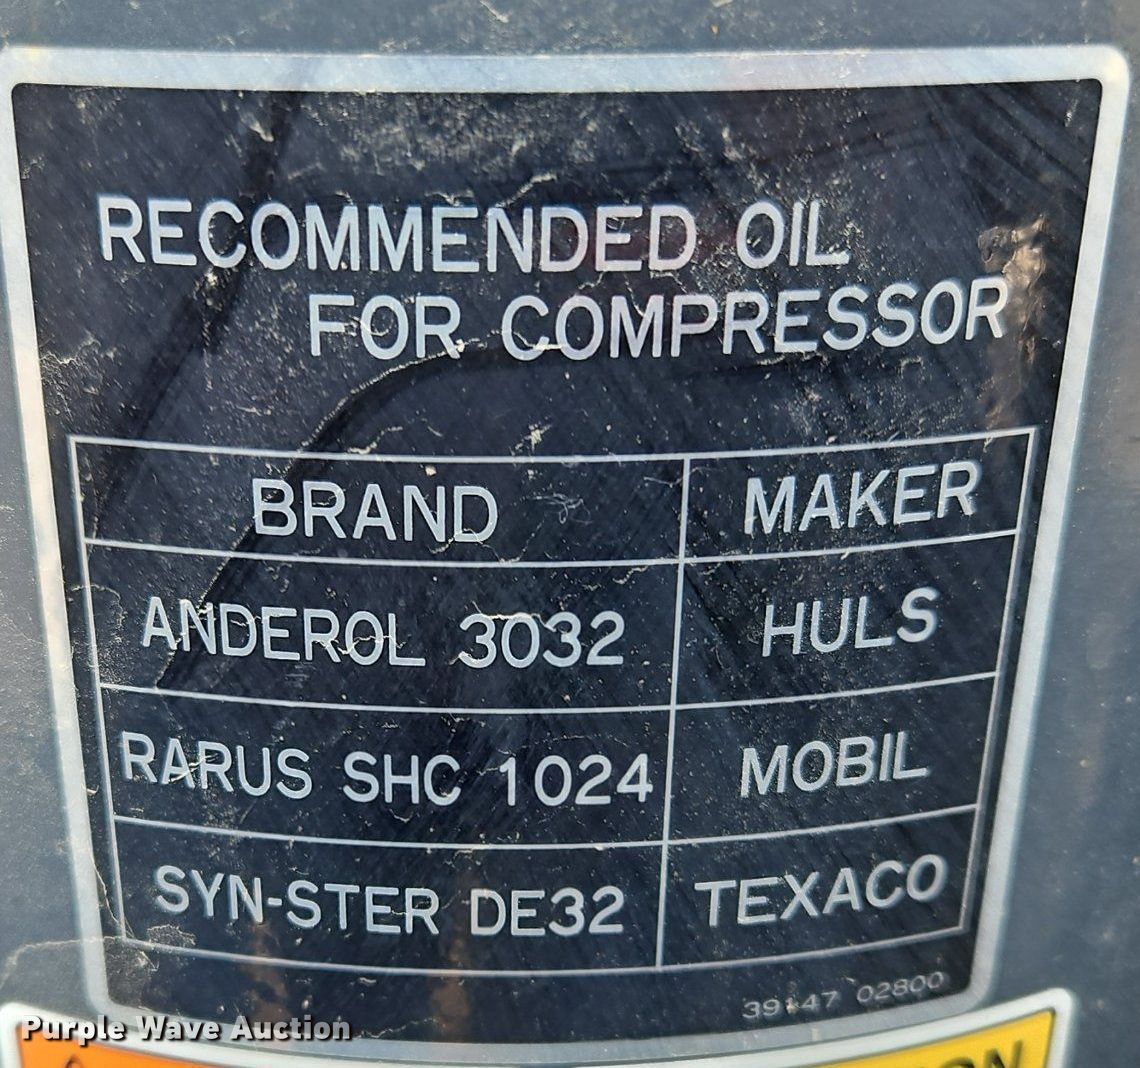 RECOMMENDED OIL
FOR COMPRESSOR
BRAND MAKER
ANDEROL 3032 HULS
RARUS SHC 1024 MOBIL
SYN-STER DE32 TEXACO
39147 02800
Purple Wave Auction